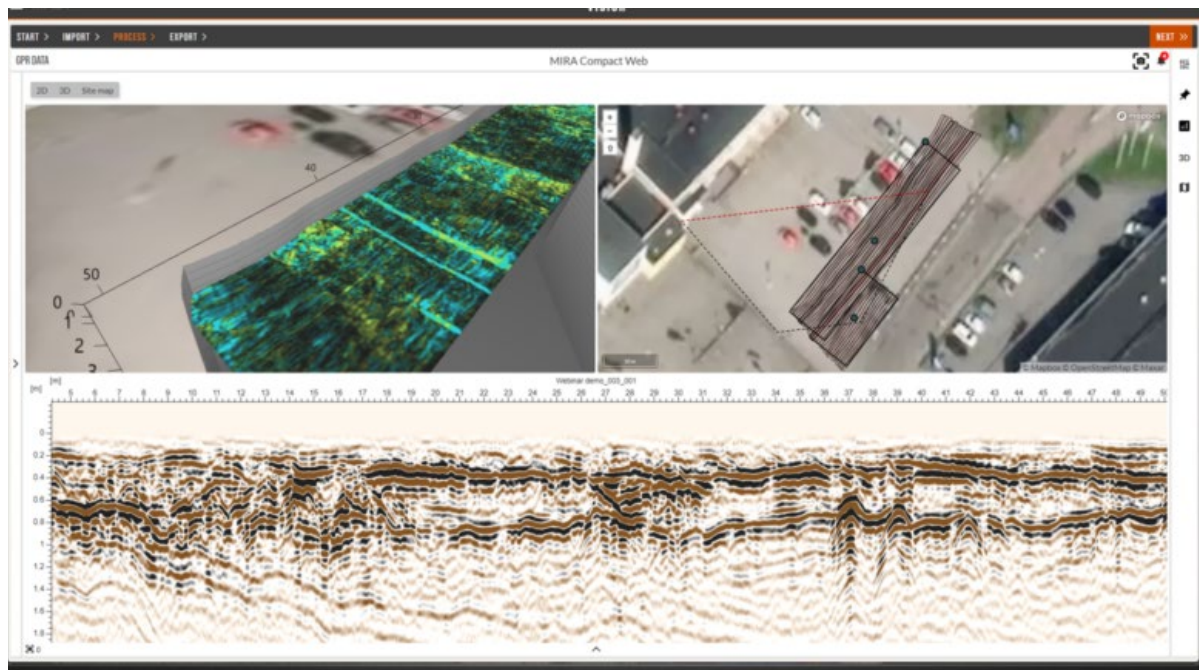 START > IMPORT > PROCESS > EXPORT >
NEXT >>
GPR DATA
MIRA Compact Web
2D 3D Site map
3D
40
50
0
1
2
3
mapbox
© Mapbox © OpenStreetMap © Maxar
Webinar demo_003_001
[m]
[m]
5 6 7 8 9 10 11 12 13 14 15 16 17 18 19 20 21 22 23 24 25 26 27 28 29 30 31 32 33 34 35 36 37 38 39 40 41 42 43 44 45 46 47 48 49
0
0.2
0.4
0.6
0.8
1
1.2
1.4
1.6
1.8
0